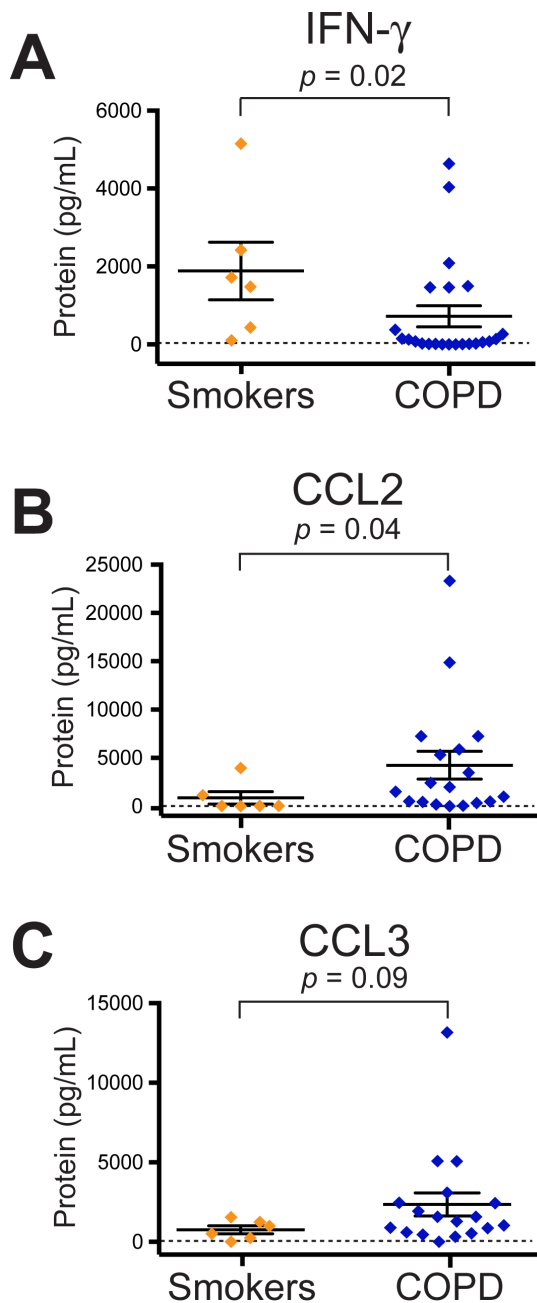 A
IFN-γ
p = 0.02
Protein (pg/mL)
6000
4000
2000
0
Smokers COPD
B
CCL2
p = 0.04
Protein (pg/mL)
25000
20000
15000
10000
5000
0
Smokers COPD
C
CCL3
p = 0.09
Protein (pg/mL)
15000
10000
5000
0
Smokers COPD